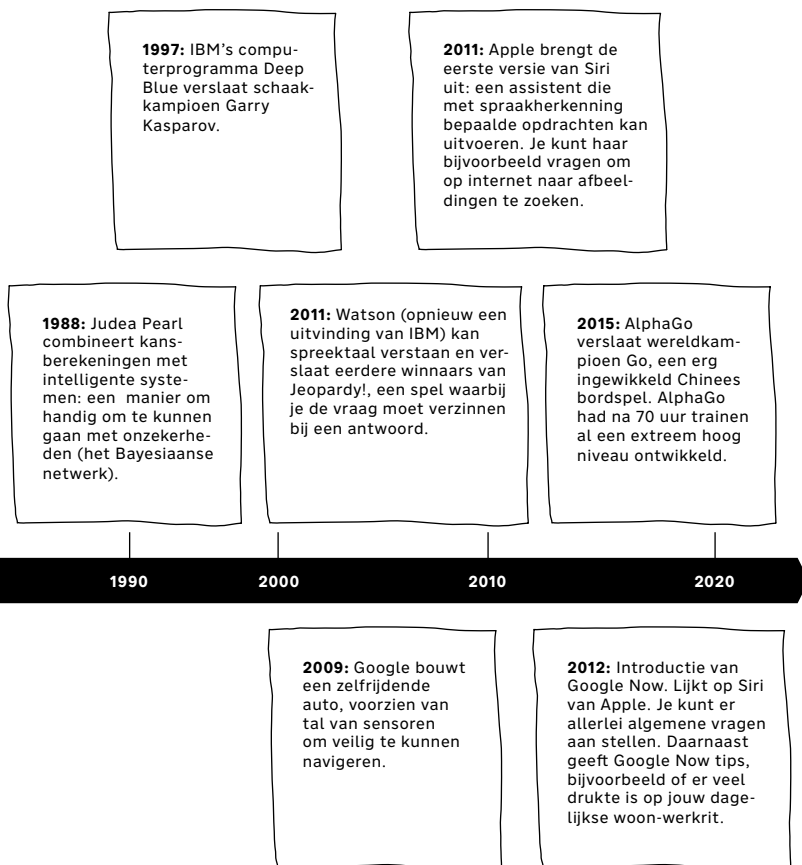 1997: IBM’s compu-
terprogramma Deep
Blue verslaat schaak-
kampioen Garry
Kasparov.
2011: Apple brengt de
eerste versie van Siri
uit: een assistent die
met spraakherkenning
bepaalde opdrachten kan
uitvoeren. Je kunt haar
bijvoorbeeld vragen om
op internet naar afbeel-
dingen te zoeken.
1988: Judea Pearl
combineert kans-
berekeningen met
intelligente syste-
men: een manier om
handig om te kunnen
gaan met onzekerhe-
den (het Bayesiaanse
netwerk).
2011: Watson (opnieuw een
uitvinding van IBM) kan
spreektaal verstaan en ver-
slaat eerdere winnaars van
Jeopardy!, een spel waarbij
je de vraag moet verzinnen
bij een antwoord.
2015: AlphaGo
verslaat wereldkam-
pioen Go, een erg
ingewikkeld Chinees
bordspel. AlphaGo
had na 70 uur trainen
al een extreem hoog
niveau ontwikkeld.
1990 2000 2010 2020
2009: Google bouwt
een zelfrijdende
auto, voorzien van
tal van sensoren
om veilig te kunnen
navigeren.
2012: Introductie van
Google Now. Lijkt op Siri
van Apple. Je kunt er
allerlei algemene vragen
aan stellen. Daarnaast
geeft Google Now tips,
bijvoorbeeld of er veel
drukte is op jouw dage-
lijkse woon-werkrit.